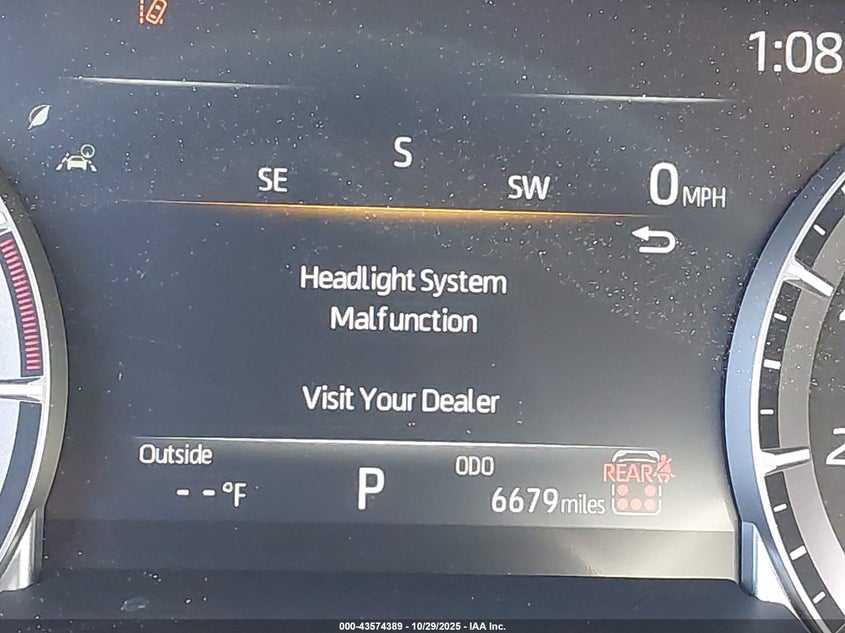 1:08
S
SE
SW
0 MPH
Headlight System
Malfunction
Visit Your Dealer
Outside
ODO
REAR
--°F
P
6679 miles
2
000-43574389 - 10/29/2025 - IAA Inc.